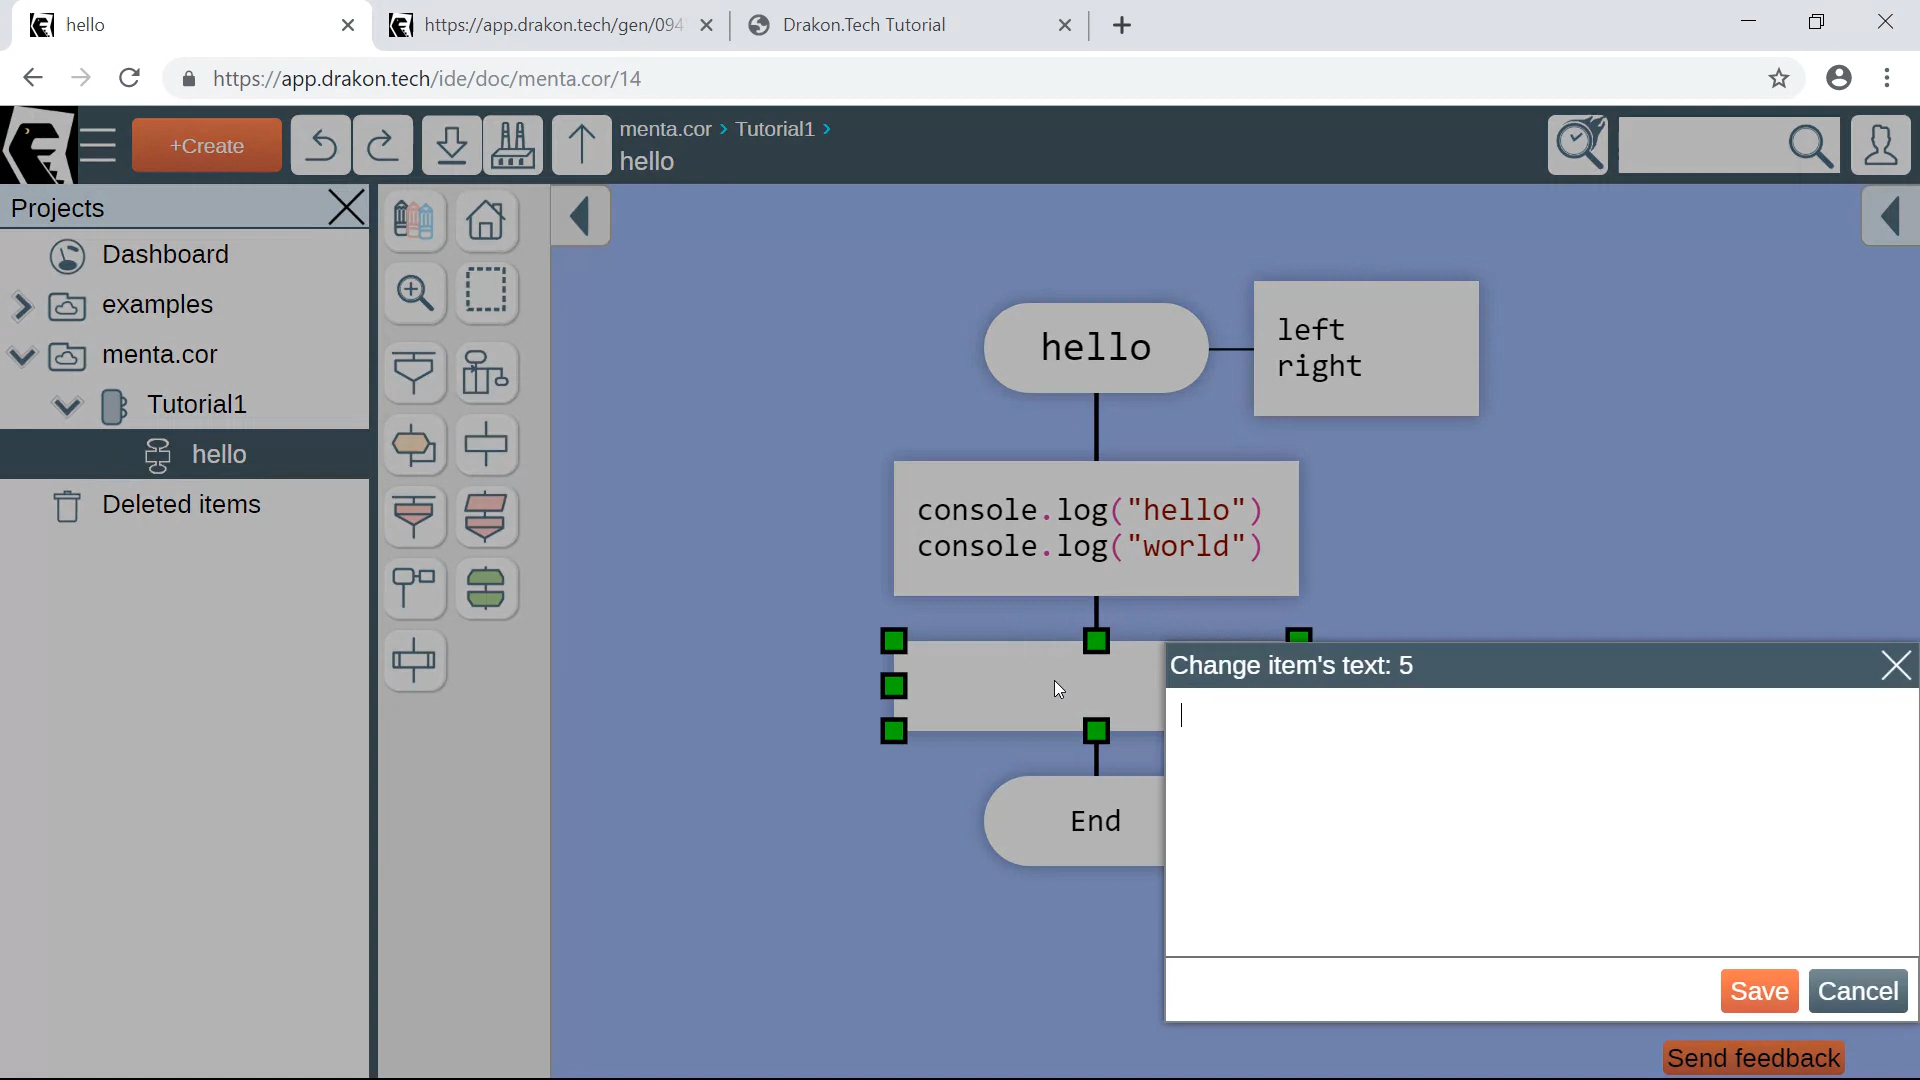 hello
https://app.drakon.tech/gen/094
Drakon.Tech Tutorial
https://app.drakon.tech/ide/doc/menta.cor/14
+Create
menta.cor › Tutorial1 ›
hello
Projects
Dashboard
examples
menta.cor
Tutorial1
hello
Deleted items
hello
left
right
console.log("hello")
console.log("world")
Change item's text: 5
End
Save
Cancel
Send feedback